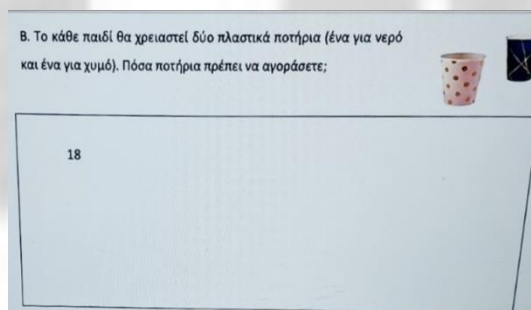 Β. Το κάθε παιδί θα χρειαστεί δύο πλαστικά ποτήρια (ένα για νερό
και ένα για χυμό). Πόσα ποτήρια πρέπει να αγοράσετε;
18